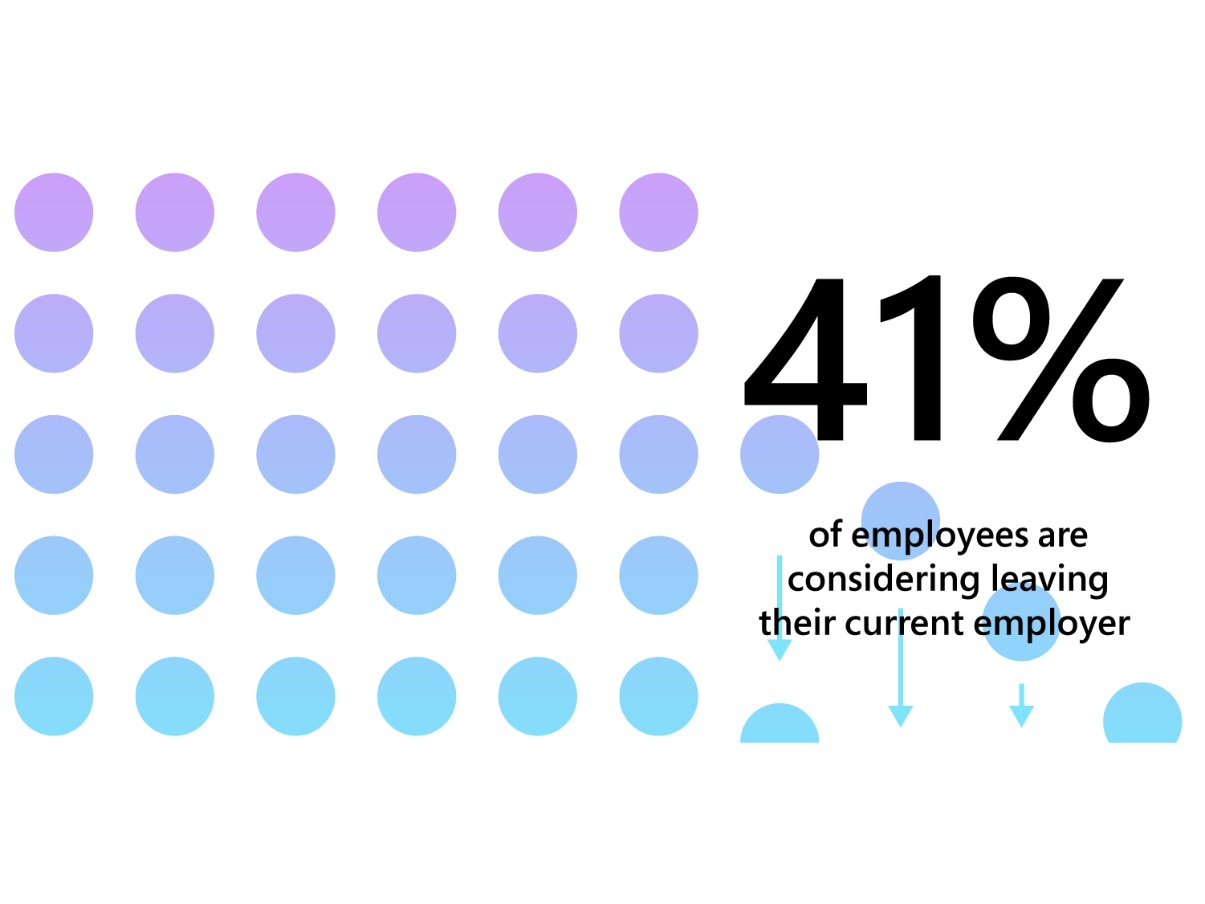 41%
of employees are
considering leaving
their current employer